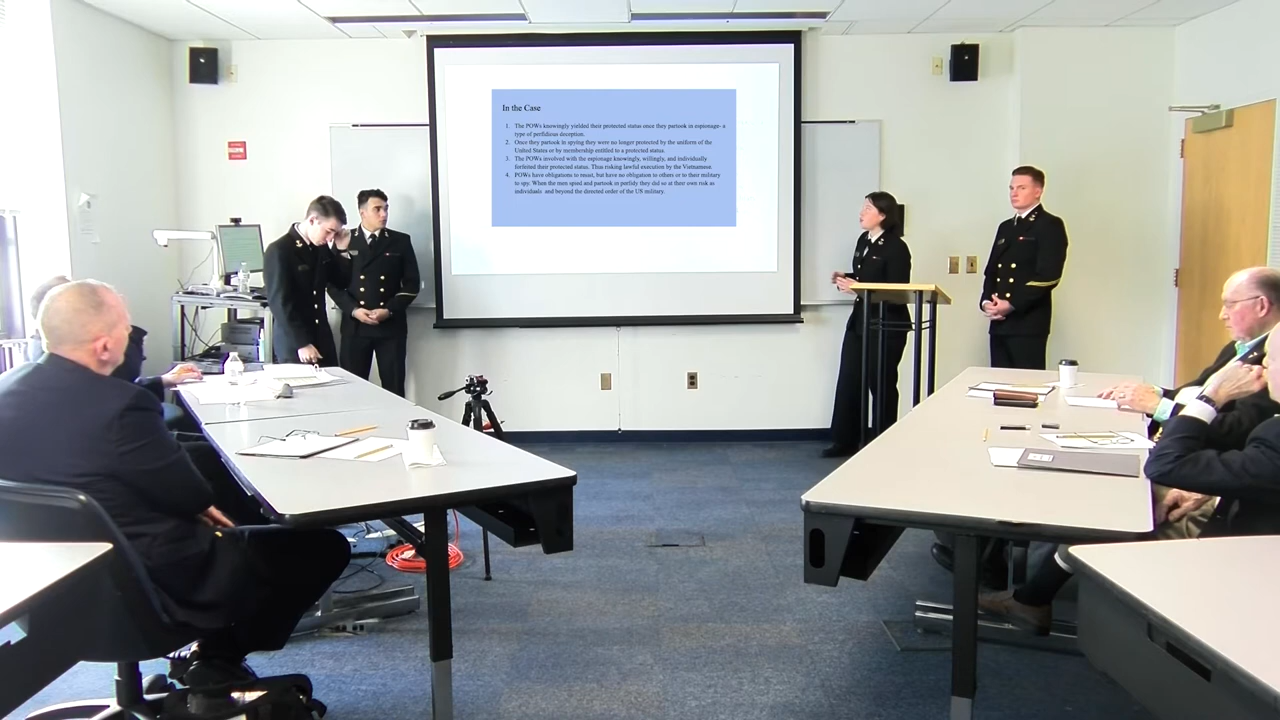 In the Case
1. The POWs knowingly yielded their protected status once they partook in espionage- a
type of perfidious deception.
2. Once they partook in spying they were no longer protected by the uniform of the
United States or by membership entitled to a protected status.
3. The POWs involved with the espionage knowingly, willingly, and individually
forfeited their protected status. Thus risking lawful execution by the Vietnamese.
4. POWs have obligations to resist, but have no obligation to others or to their military
to spy. When the men spied and partook in perfidy they did so at their own risk as
individuals and beyond the directed order of the US military.